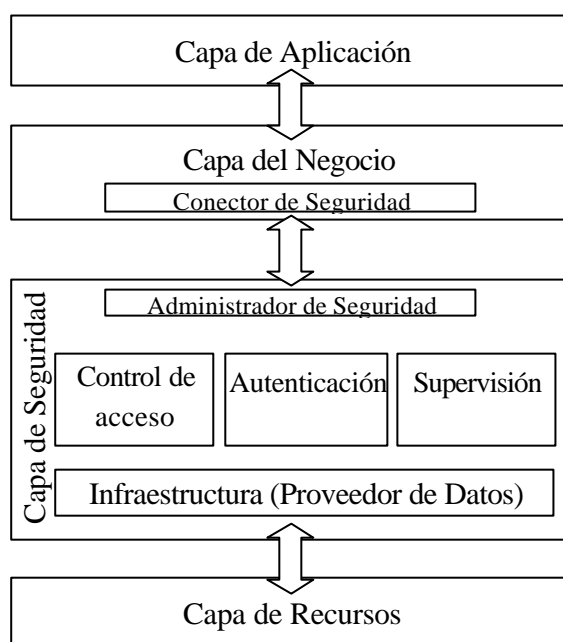 Capa de Aplicación
Capa del Negocio
Conector de Seguridad
Capa de Seguridad
Administrador de Seguridad
Control de
acceso
Autenticación
Supervisión
Infraestructura (Proveedor de Datos)
Capa de Recursos